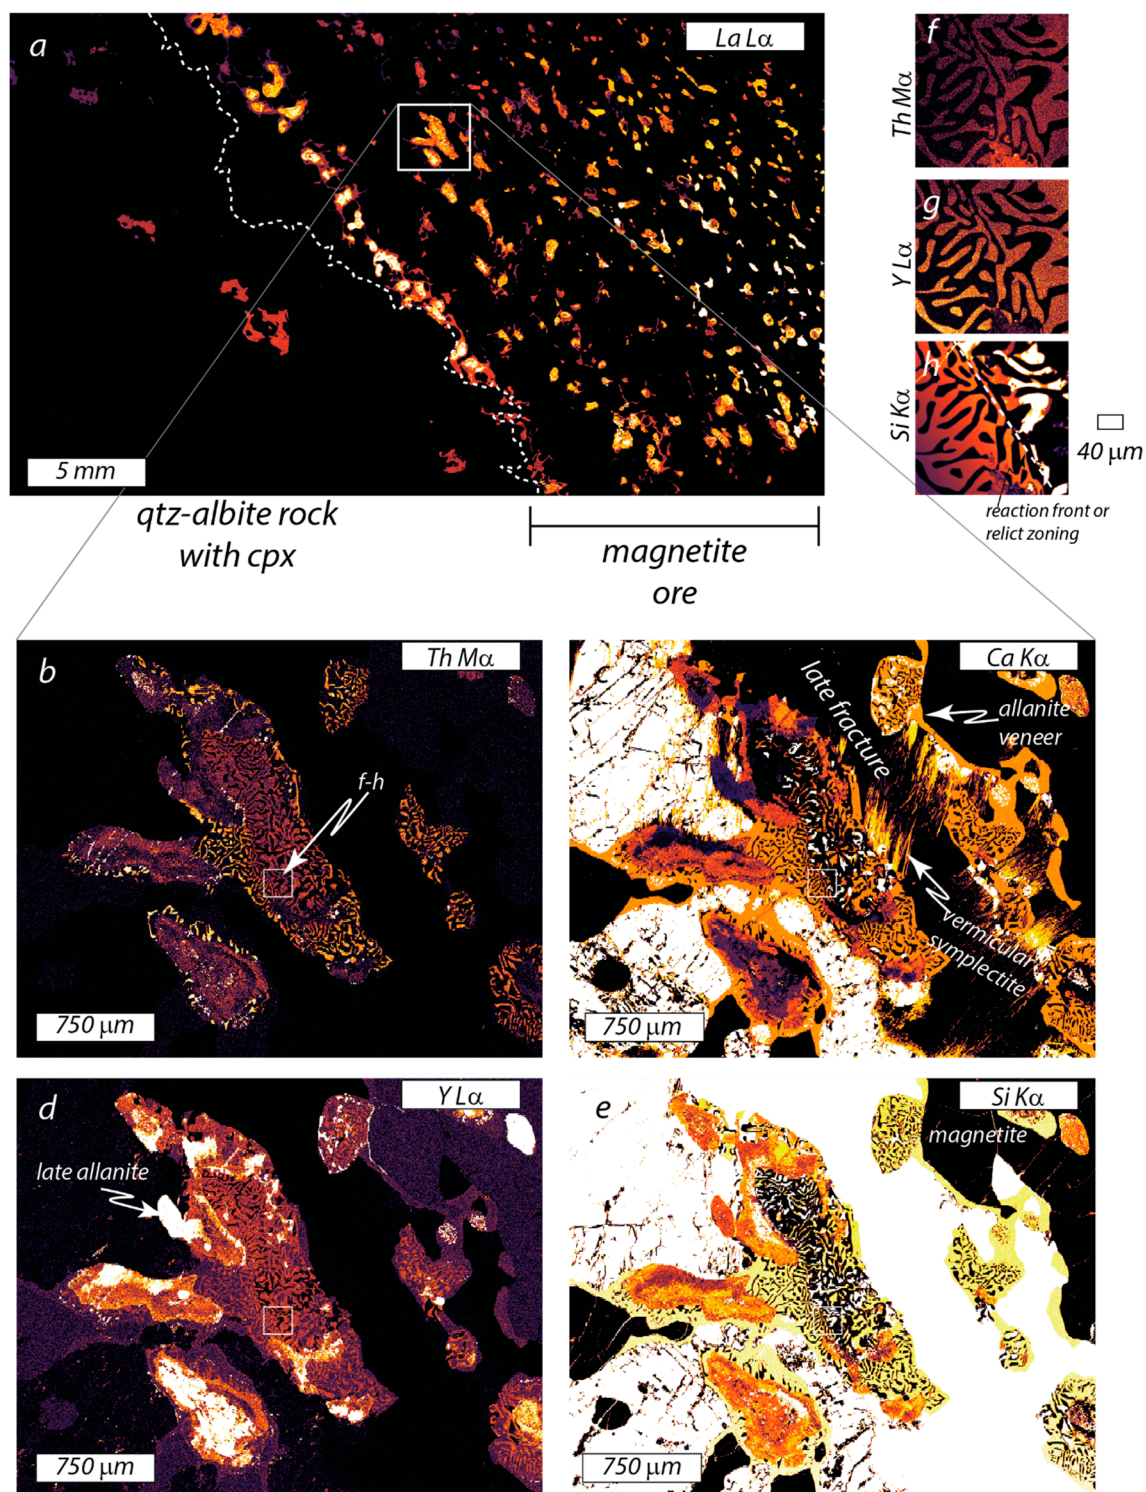 a
La Lα
5 mm
qtz-albite rock
with cpx
magnetite
ore
f
Th Mα
g
Y Lα
h
Si Kα
40 μm
reaction front or
relict zoning
b
Th Mα
f-h
750 μm
Ca Kα
late fracture
allanite
veneer
vermicular
symplectite
750 μm
d
Y Lα
late allanite
750 μm
e
Si Kα
magnetite
750 μm